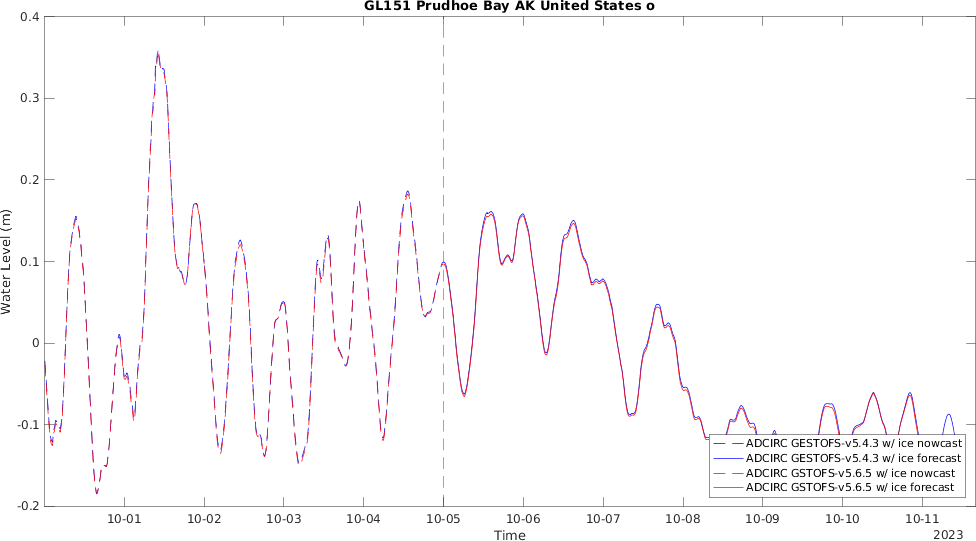 GL151 Prudhoe Bay AK United States o
0.4
0.3
0.2
0.1
0
-0.1
-0.2
Water Level (m)
ADCIRC GESTOFS-v5.4.3 w/ ice nowcast
ADCIRC GESTOFS-v5.4.3 w/ ice forecast
ADCIRC GSTOFS-v5.6.5 w/ ice nowcast
ADCIRC GSTOFS-v5.6.5 w/ ice forecast
10-01 10-02 10-03 10-04 10-05 10-06 10-07 10-08 10-09 10-10 10-11
Time
2023